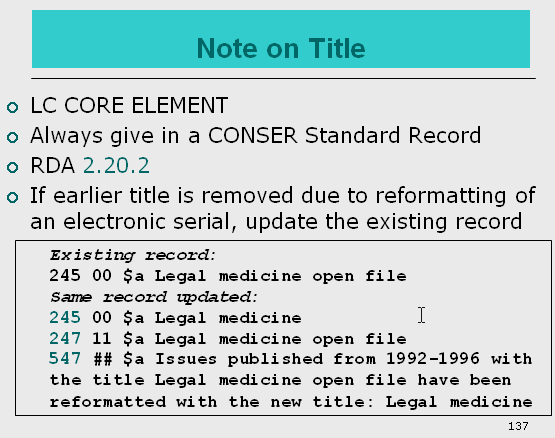 Note on Title
LC CORE ELEMENT
Always give in a CONSER Standard Record
RDA 2.20.2
If earlier title is removed due to reformatting of
an electronic serial, update the existing record
Existing record:
245 00 $a Legal medicine open file
Same record updated:
245 00 $a Legal medicine
247 11 $a Legal medicine open file
547 ## $a Issues published from 1992-1996 with
the title Legal medicine open file have been
reformatted with the new title: Legal medicine
137